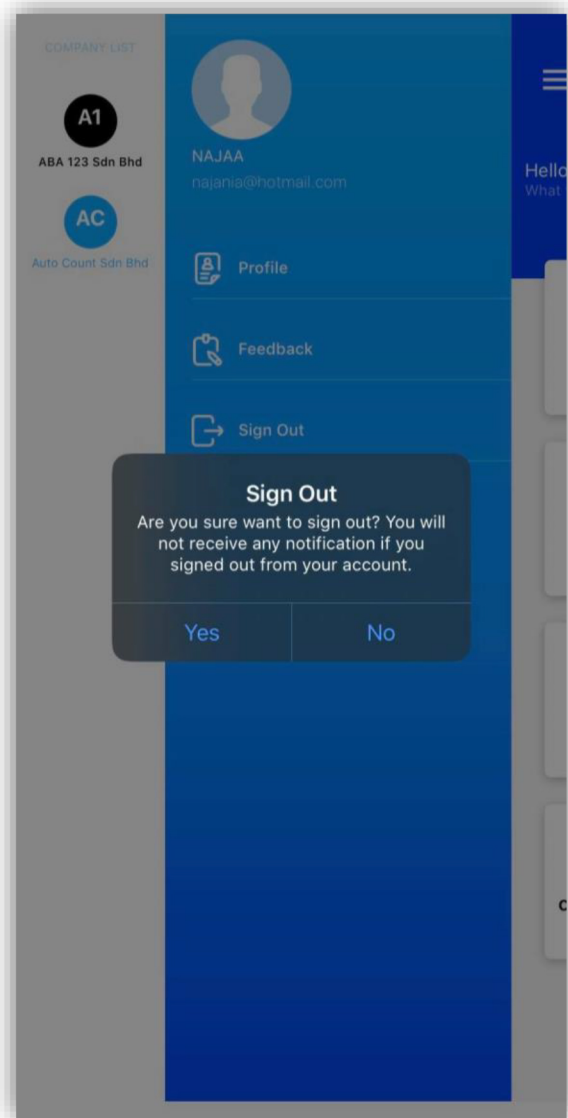 COMPANY LIST
A1
ABA 123 Sdn Bhd
AC
Auto Count Sdn Bhd
NAJAA
najania@hotmail.com
Profile
Feedback
Sign Out
Hello
What
Sign Out
Are you sure want to sign out? You will
not receive any notification if you
signed out from your account.
Yes
No